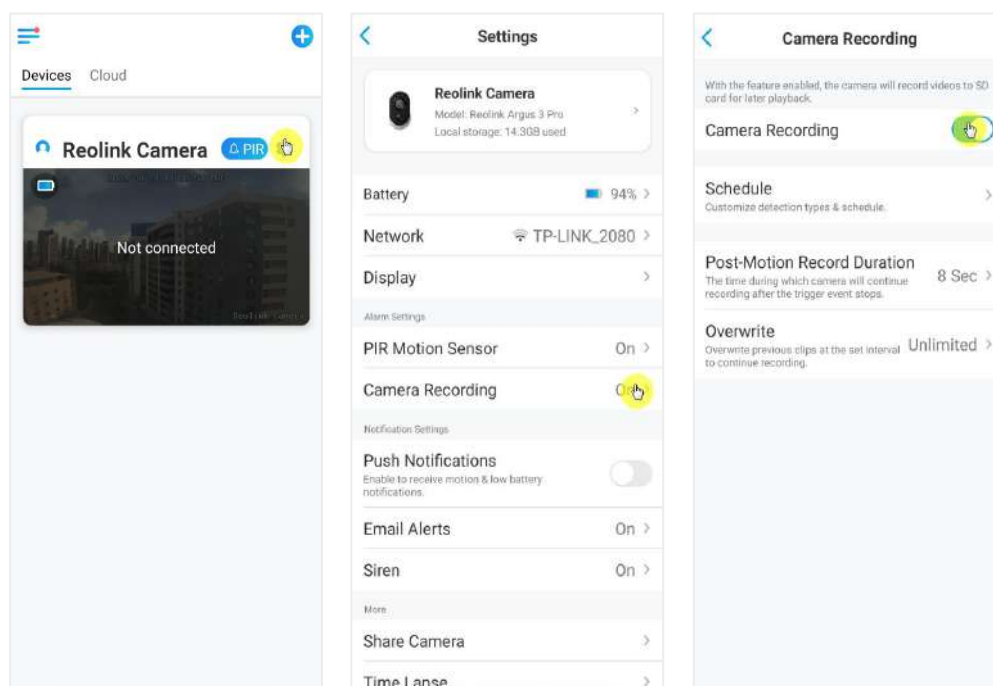 Devices
Cloud
Reolink Camera
PIR
Not connected
Reolink Camera
Settings
Reolink Camera
Model: Reolink Argus 3 Pro
Local storage: 14.3GB used
Battery
94%
Network
TP-LINK_2080
Display
Alarm Settings
PIR Motion Sensor
On
Camera Recording
Notification Settings
Push Notifications
Enable to receive motion & low battery
notifications.
Email Alerts
On
Siren
On
More
Share Camera
Time Lapse
Camera Recording
With the feature enabled, the camera will record videos to SD
card for later playback.
Camera Recording
Schedule
Customize detection types & schedule.
Post-Motion Record Duration
8 Sec
The time during which camera will continue
recording after the trigger event stops.
Overwrite
Overwrite previous clips at the set interval
Unlimited
to continue recording.